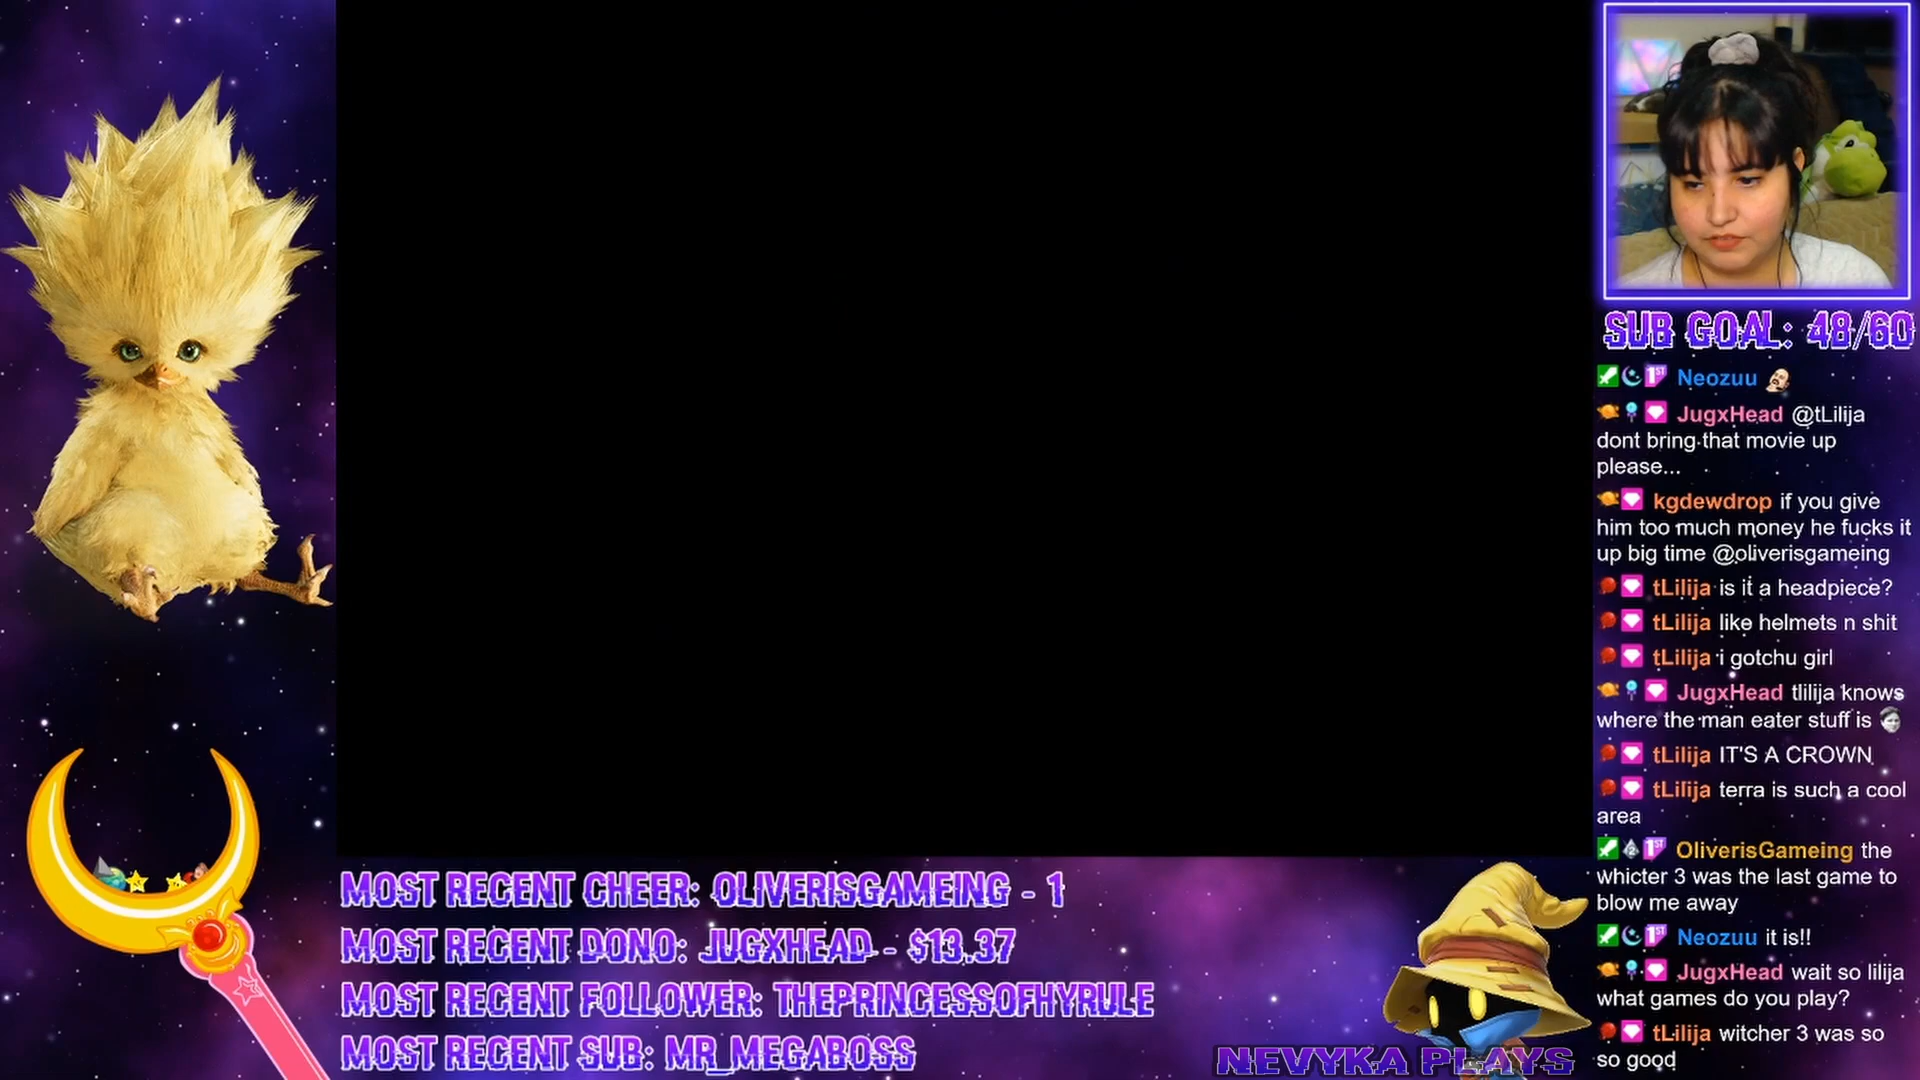 SUB GOAL: 48/60
Neozuu
JugxHead @tLilija
dont bring that movie up
please...
kgdewdrop if you give
him too much money he fucks it
up big time @oliverisgameing
tLilija is it a headpiece?
tLilija like helmets n shit
tLilija i gotchu girl
JugxHead tlilija knows
where the man eater stuff is
tLilija IT'S A CROWN
tLilija terra is such a cool
area
OliverisGameing the
whicter 3 was the last game to
blow me away
Neozuu it is!!
JugxHead wait so lilija
what games do you play?
tLilija witcher 3 was so
so good
MOST RECENT CHEER: OLIVERISGAMEING - 1
MOST RECENT DONO: JUGXHEAD - $13.37
MOST RECENT FOLLOWER: THEPRINCESSOFHYRULE
MOST RECENT SUB: MR_MEGABOSS
NEVYKA PLAYS